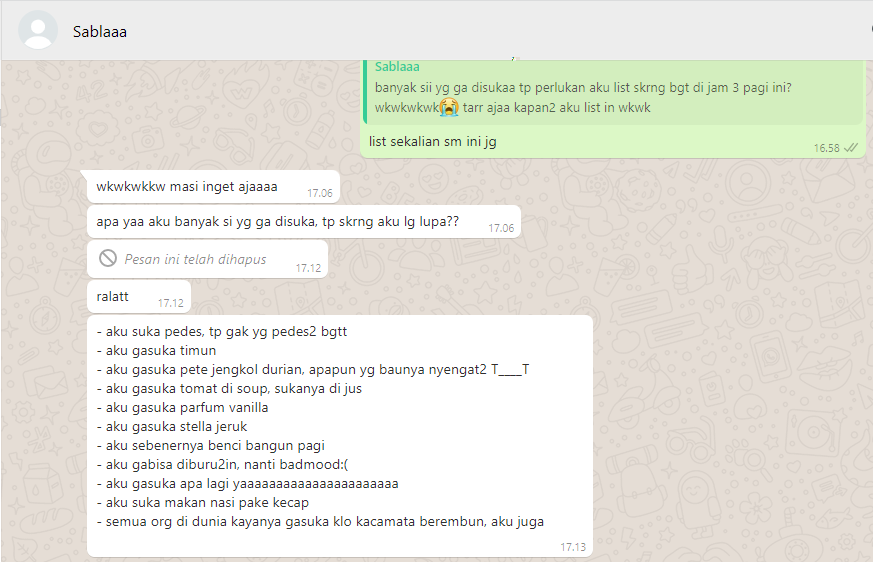 Sablaaa
Sablaaa
banyak sii yg ga disukaa tp perlukan aku list skrng bgt di jam 3 pagi ini?
wkwkwkwk😭 tarr ajaa kapan2 aku list in wkwk
list sekalian sm ini jg
16.58
wkwkwkkw masi inget ajaaaa
17.06
apa yaa aku banyak si yg ga disuka, tp skrng aku lg lupa??
17.06
Pesan ini telah dihapus
17.12
ralatt
17.12
- aku suka pedes, tp gak yg pedes2 bgtt
- aku gasuka timun
- aku gasuka pete jengkol durian, apapun yg baunya nyengat2 T____T
- aku gasuka tomat di soup, sukanya di jus
- aku gasuka parfum vanilla
- aku gasuka stella jeruk
- aku sebenernya benci bangun pagi
- aku gabisa diburu2in, nanti badmood:(
- aku gasuka apa lagi yaaaaaaaaaaaaaaaaaaaaaa
- aku suka makan nasi pake kecap
- semua org di dunia kayanya gasuka klo kacamata berembun, aku juga
17.13